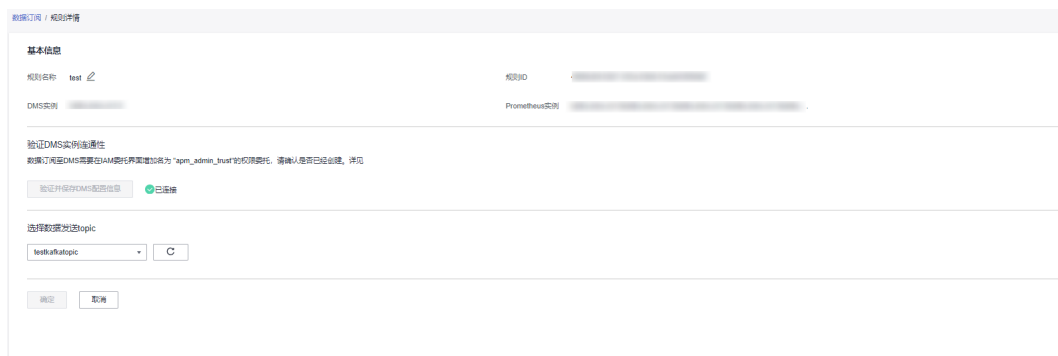 数据订阅 / 规则详情
基本信息
规则名称 test
规则ID
DMS实例
Prometheus实例
验证DMS实例连通性
数据订阅至DMS需要在IAM委托界面增加名为 "apm_admin_trust"的权限委托，请确认是否已经创建。详见
验证并保存DMS配置信息 已连接
选择数据发送topic
testkafkatopic
确定 取消